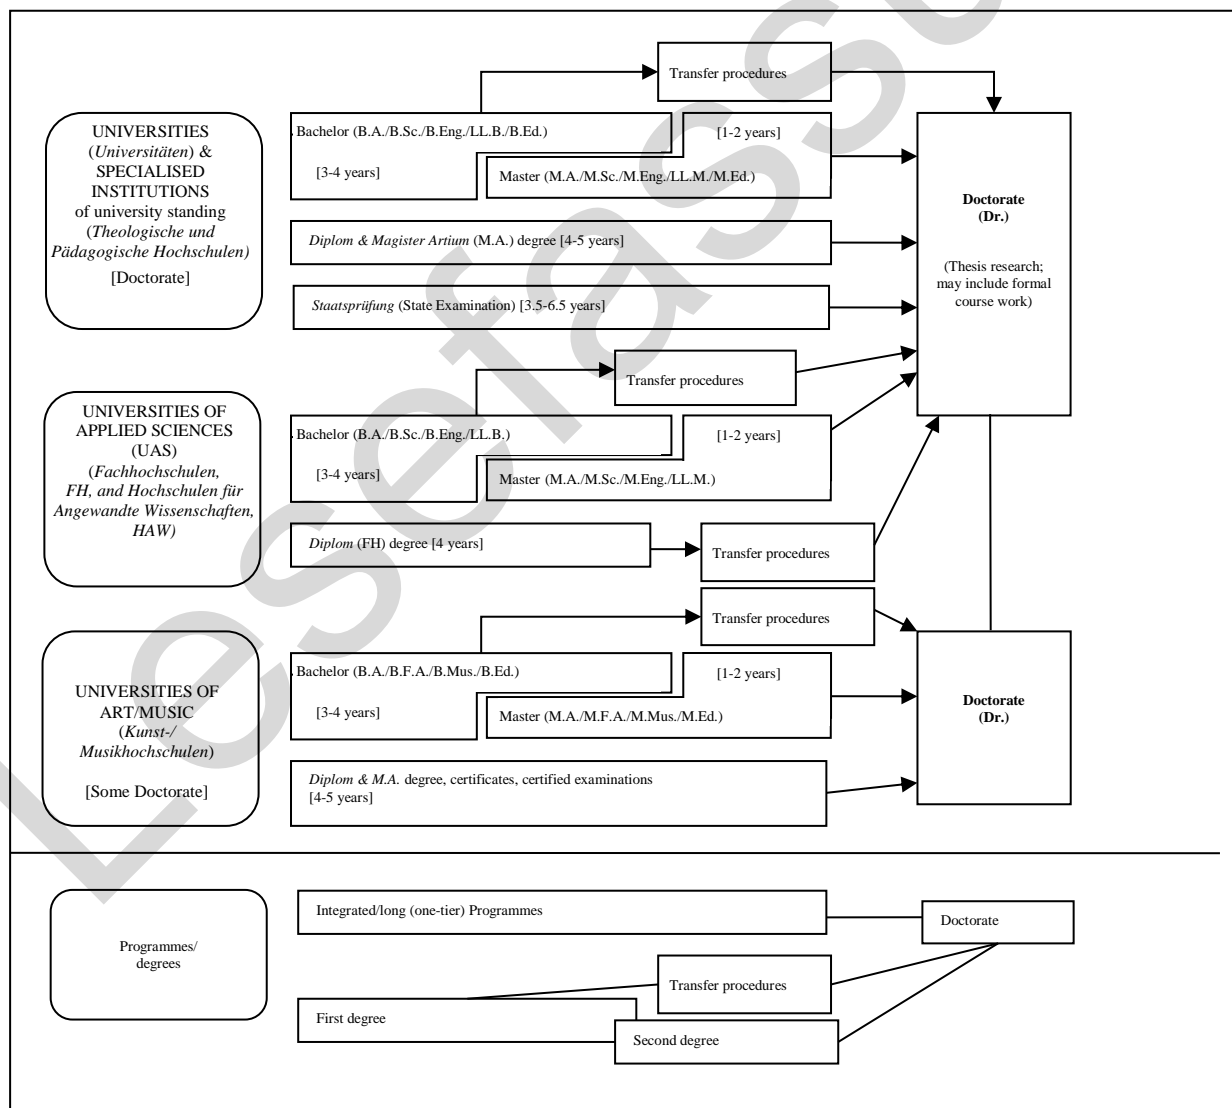 Transfer procedures
UNIVERSITIES
(Universitäten) &
SPECIALISED
INSTITUTIONS
of university standing
(Theologische und
Pädagogische Hochschulen)
[Doctorate]
Bachelor (B.A./B.Sc./B.Eng./LL.B./B.Ed.)
[1-2 years]
[3-4 years]
Master (M.A./M.Sc./M.Eng./LL.M./M.Ed.)
Diplom & Magister Artium (M.A.) degree [4-5 years]
Staatsprüfung (State Examination) [3.5-6.5 years]
Doctorate
(Dr.)
(Thesis research;
may include formal
course work)
Transfer procedures
UNIVERSITIES OF
APPLIED SCIENCES
(UAS)
(Fachhochschulen,
FH, and Hochschulen für
Angewandte Wissenschaften,
HAW)
Bachelor (B.A./B.Sc./B.Eng./LL.B.)
[1-2 years]
[3-4 years]
Master (M.A./M.Sc./M.Eng./LL.M.)
Diplom (FH) degree [4 years]
Transfer procedures
Transfer procedures
UNIVERSITIES OF
ART/MUSIC
(Kunst-/
Musikhochschulen)
[Some Doctorate]
Bachelor (B.A./B.F.A./B.Mus./B.Ed.)
[1-2 years]
[3-4 years]
Master (M.A./M.F.A./M.Mus./M.Ed.)
Diplom & M.A. degree, certificates, certified examinations
[4-5 years]
Doctorate
(Dr.)
Programmes/
degrees
Integrated/long (one-tier) Programmes
Doctorate
Transfer procedures
First degree
Second degree